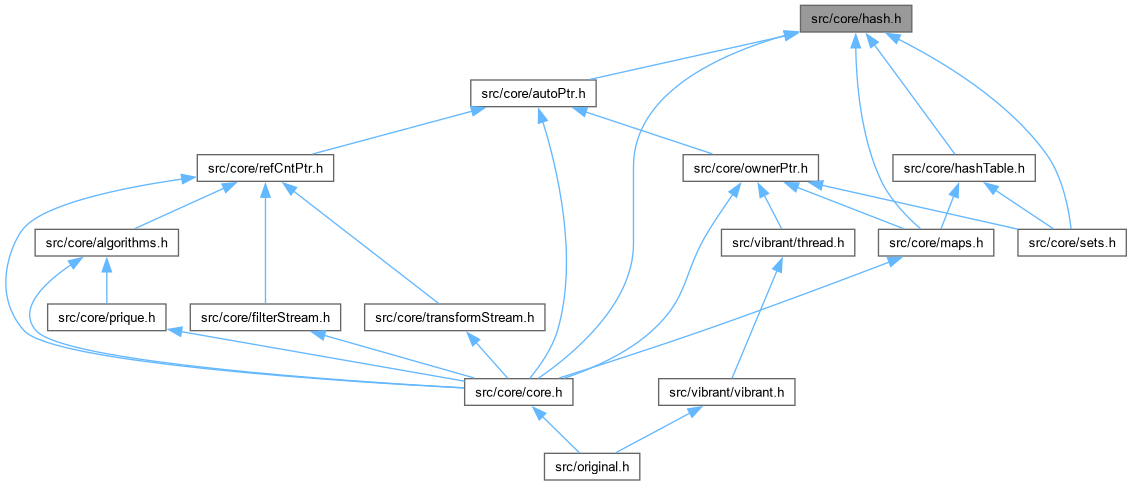 src/core/hash.h
src/core/autoPtr.h
src/core/refCntPtr.h
src/core/ownerPtr.h
src/core/hashTable.h
src/core/algorithms.h
src/vibrant/thread.h
src/core/maps.h
src/core/sets.h
src/core/prique.h
src/core/filterStream.h
src/core/transformStream.h
src/core/core.h
src/vibrant/vibrant.h
src/original.h